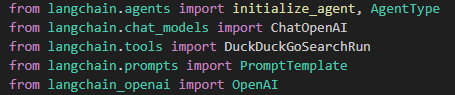 from langchain.agents import initialize_agent, AgentType
from langchain.chat_models import ChatOpenAI
from langchain.tools import DuckDuckGoSearchRun
from langchain.prompts import PromptTemplate
from langchain_openai import OpenAI